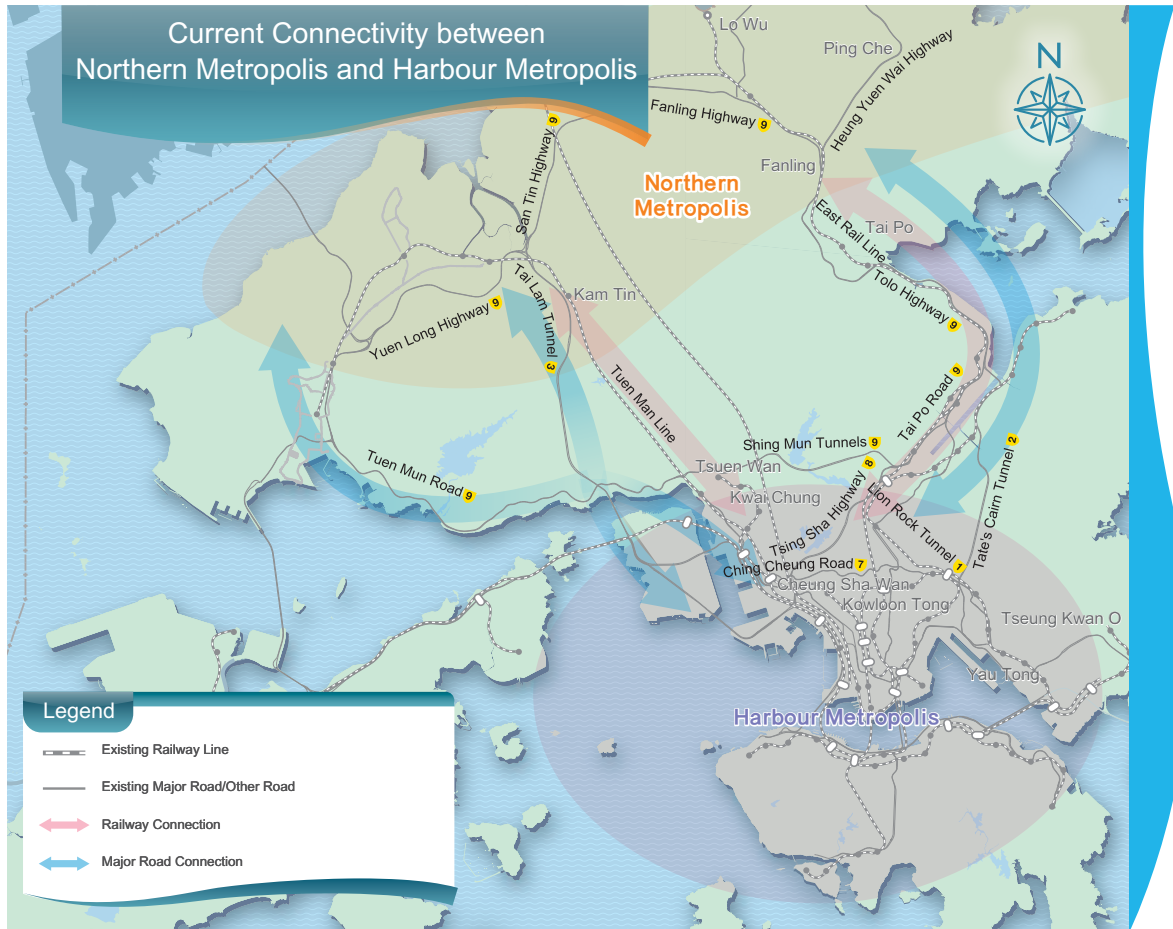 Current Connectivity between
Northern Metropolis and Harbour Metropolis
Lo Wu
Ping Che
N
Heung Yuen Wai Highway
Fanling Highway 9
San Tin Highway 9
Fanling
Northern
Metropolis
East Rail Line
Tai Po
Tolo Highway 9
Tai Lam Tunnel 3
Kam Tin
Yuen Long Highway 9
Tuen Man Line
Tai Po Road 9
Shing Mun Tunnels 9
Tate's Cairn Tunnel 2
Tsuen Wan
Tsing Sha Highway 8
Tuen Mun Road 9
Kwai Chung
Lion Rock Tunnel 1
Ching Cheung Road 7
Cheung Sha Wan
Kowloon Tong
Tseung Kwan O
Yau Tong
Harbour Metropolis
Legend
Existing Railway Line
Existing Major Road/Other Road
Railway Connection
Major Road Connection